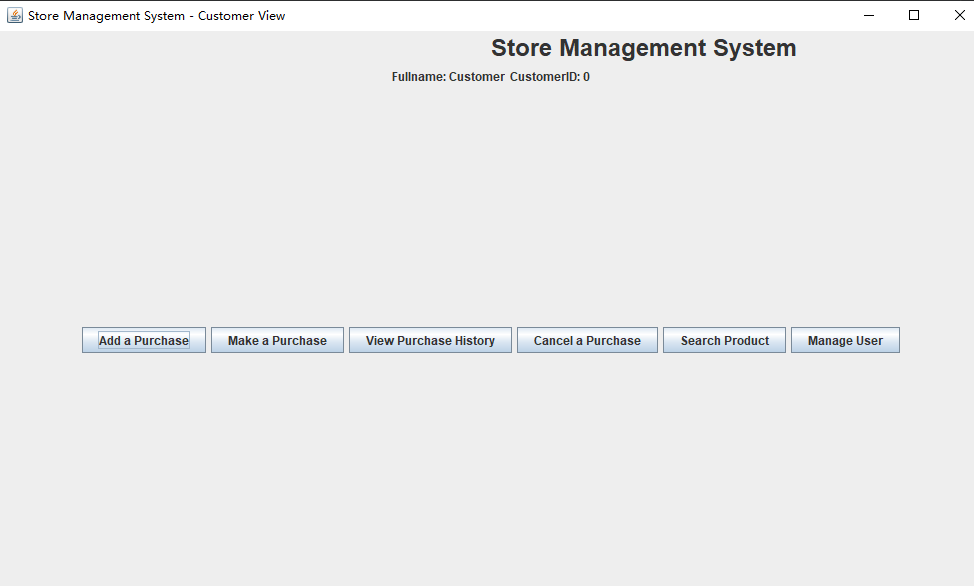 Store Management System - Customer View
Store Management System
Fullname: Customer CustomerID: 0
Add a Purchase Make a Purchase View Purchase History Cancel a Purchase Search Product Manage User